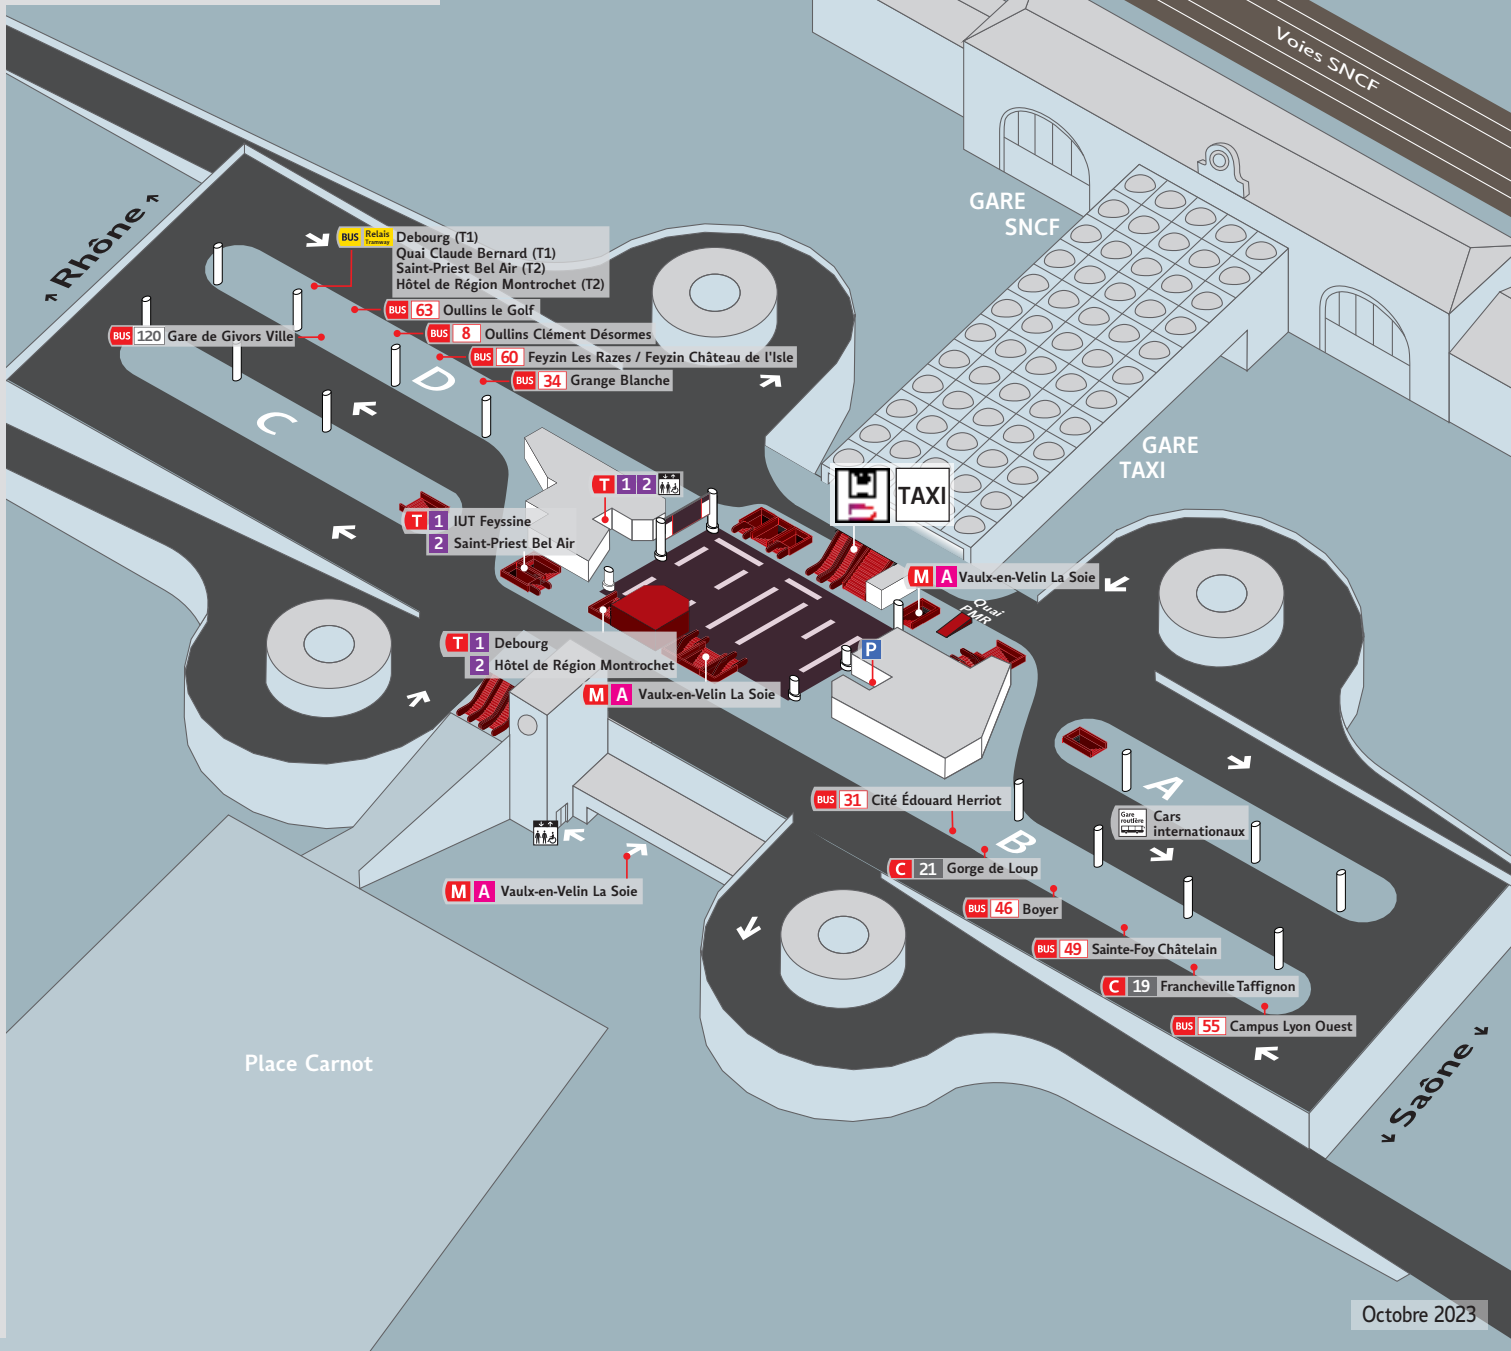 Voies SNCF
GARE
SNCF
Rhône
BUS Relais Tramway Debourg (T1)
Quai Claude Bernard (T1)
Saint-Priest Bel Air (T2)
Hôtel de Région Montrochet (T2)
BUS 63 Oullins le Golf
BUS 8 Oullins Clément Désormes
BUS 120 Gare de Givors Ville
BUS 60 Feyzin Les Razes / Feyzin Château de l'Isle
BUS 34 Grange Blanche
D
C
GARE
TAXI
T 1 2
TAXI
T 1 IUT Feyssine
2 Saint-Priest Bel Air
M A Vaulx-en-Velin La Soie
Quai
PMR
T 1 Debourg
2 Hôtel de Région Montrochet
P
M A Vaulx-en-Velin La Soie
A
BUS 31 Cité Édouard Herriot
Gare routière Cars
internationaux
B
C 21 Gorge de Loup
M A Vaulx-en-Velin La Soie
BUS 46 Boyer
BUS 49 Sainte-Foy Châtelain
C 19 Francheville Taffignon
BUS 55 Campus Lyon Ouest
Place Carnot
Saône
Octobre 2023